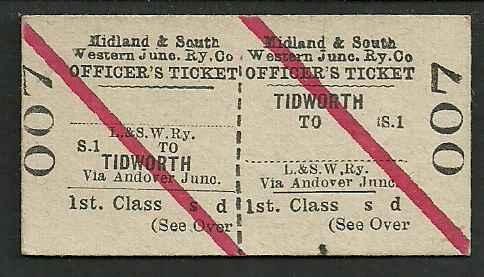 007
Midland & South
Western Junc. Ry. Co
OFFICER'S TICKET
L.&S.W.Ry.
S.1 TO
TIDWORTH
Via Andover Junc.
1st. Class s d
(See Over
Midland & South
Western Junc. Ry. Co
OFFICER'S TICKET
TIDWORTH
TO S.1
L.&S.W.Ry.
Via Andover Junc.
1st. Class s d
(See Over
007